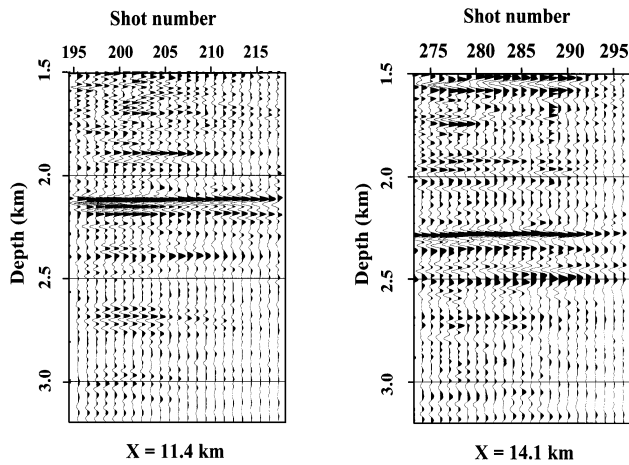 Shot number
195 200 205 210 215
1.5
2.0
2.5
3.0
Depth (km)
X = 11.4 km
Shot number
275 280 285 290 295
1.5
2.0
2.5
3.0
Depth (km)
X = 14.1 km